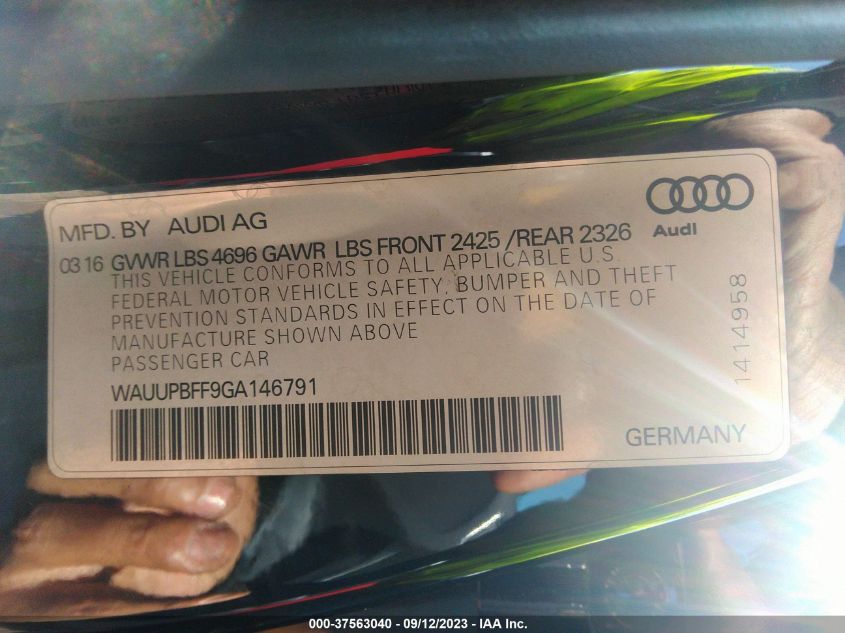 MFD. BY AUDI AG
Audi
03 16 GVWR LBS 4696 GAWR LBS FRONT 2425 /REAR 2326
THIS VEHICLE CONFORMS TO ALL APPLICABLE U.S.
FEDERAL MOTOR VEHICLE SAFETY, BUMPER AND THEFT
PREVENTION STANDARDS IN EFFECT ON THE DATE OF
MANUFACTURE SHOWN ABOVE
PASSENGER CAR
WAUUPBFF9GA146791
1414958
GERMANY
000-37563040 - 09/12/2023 - IAA Inc.